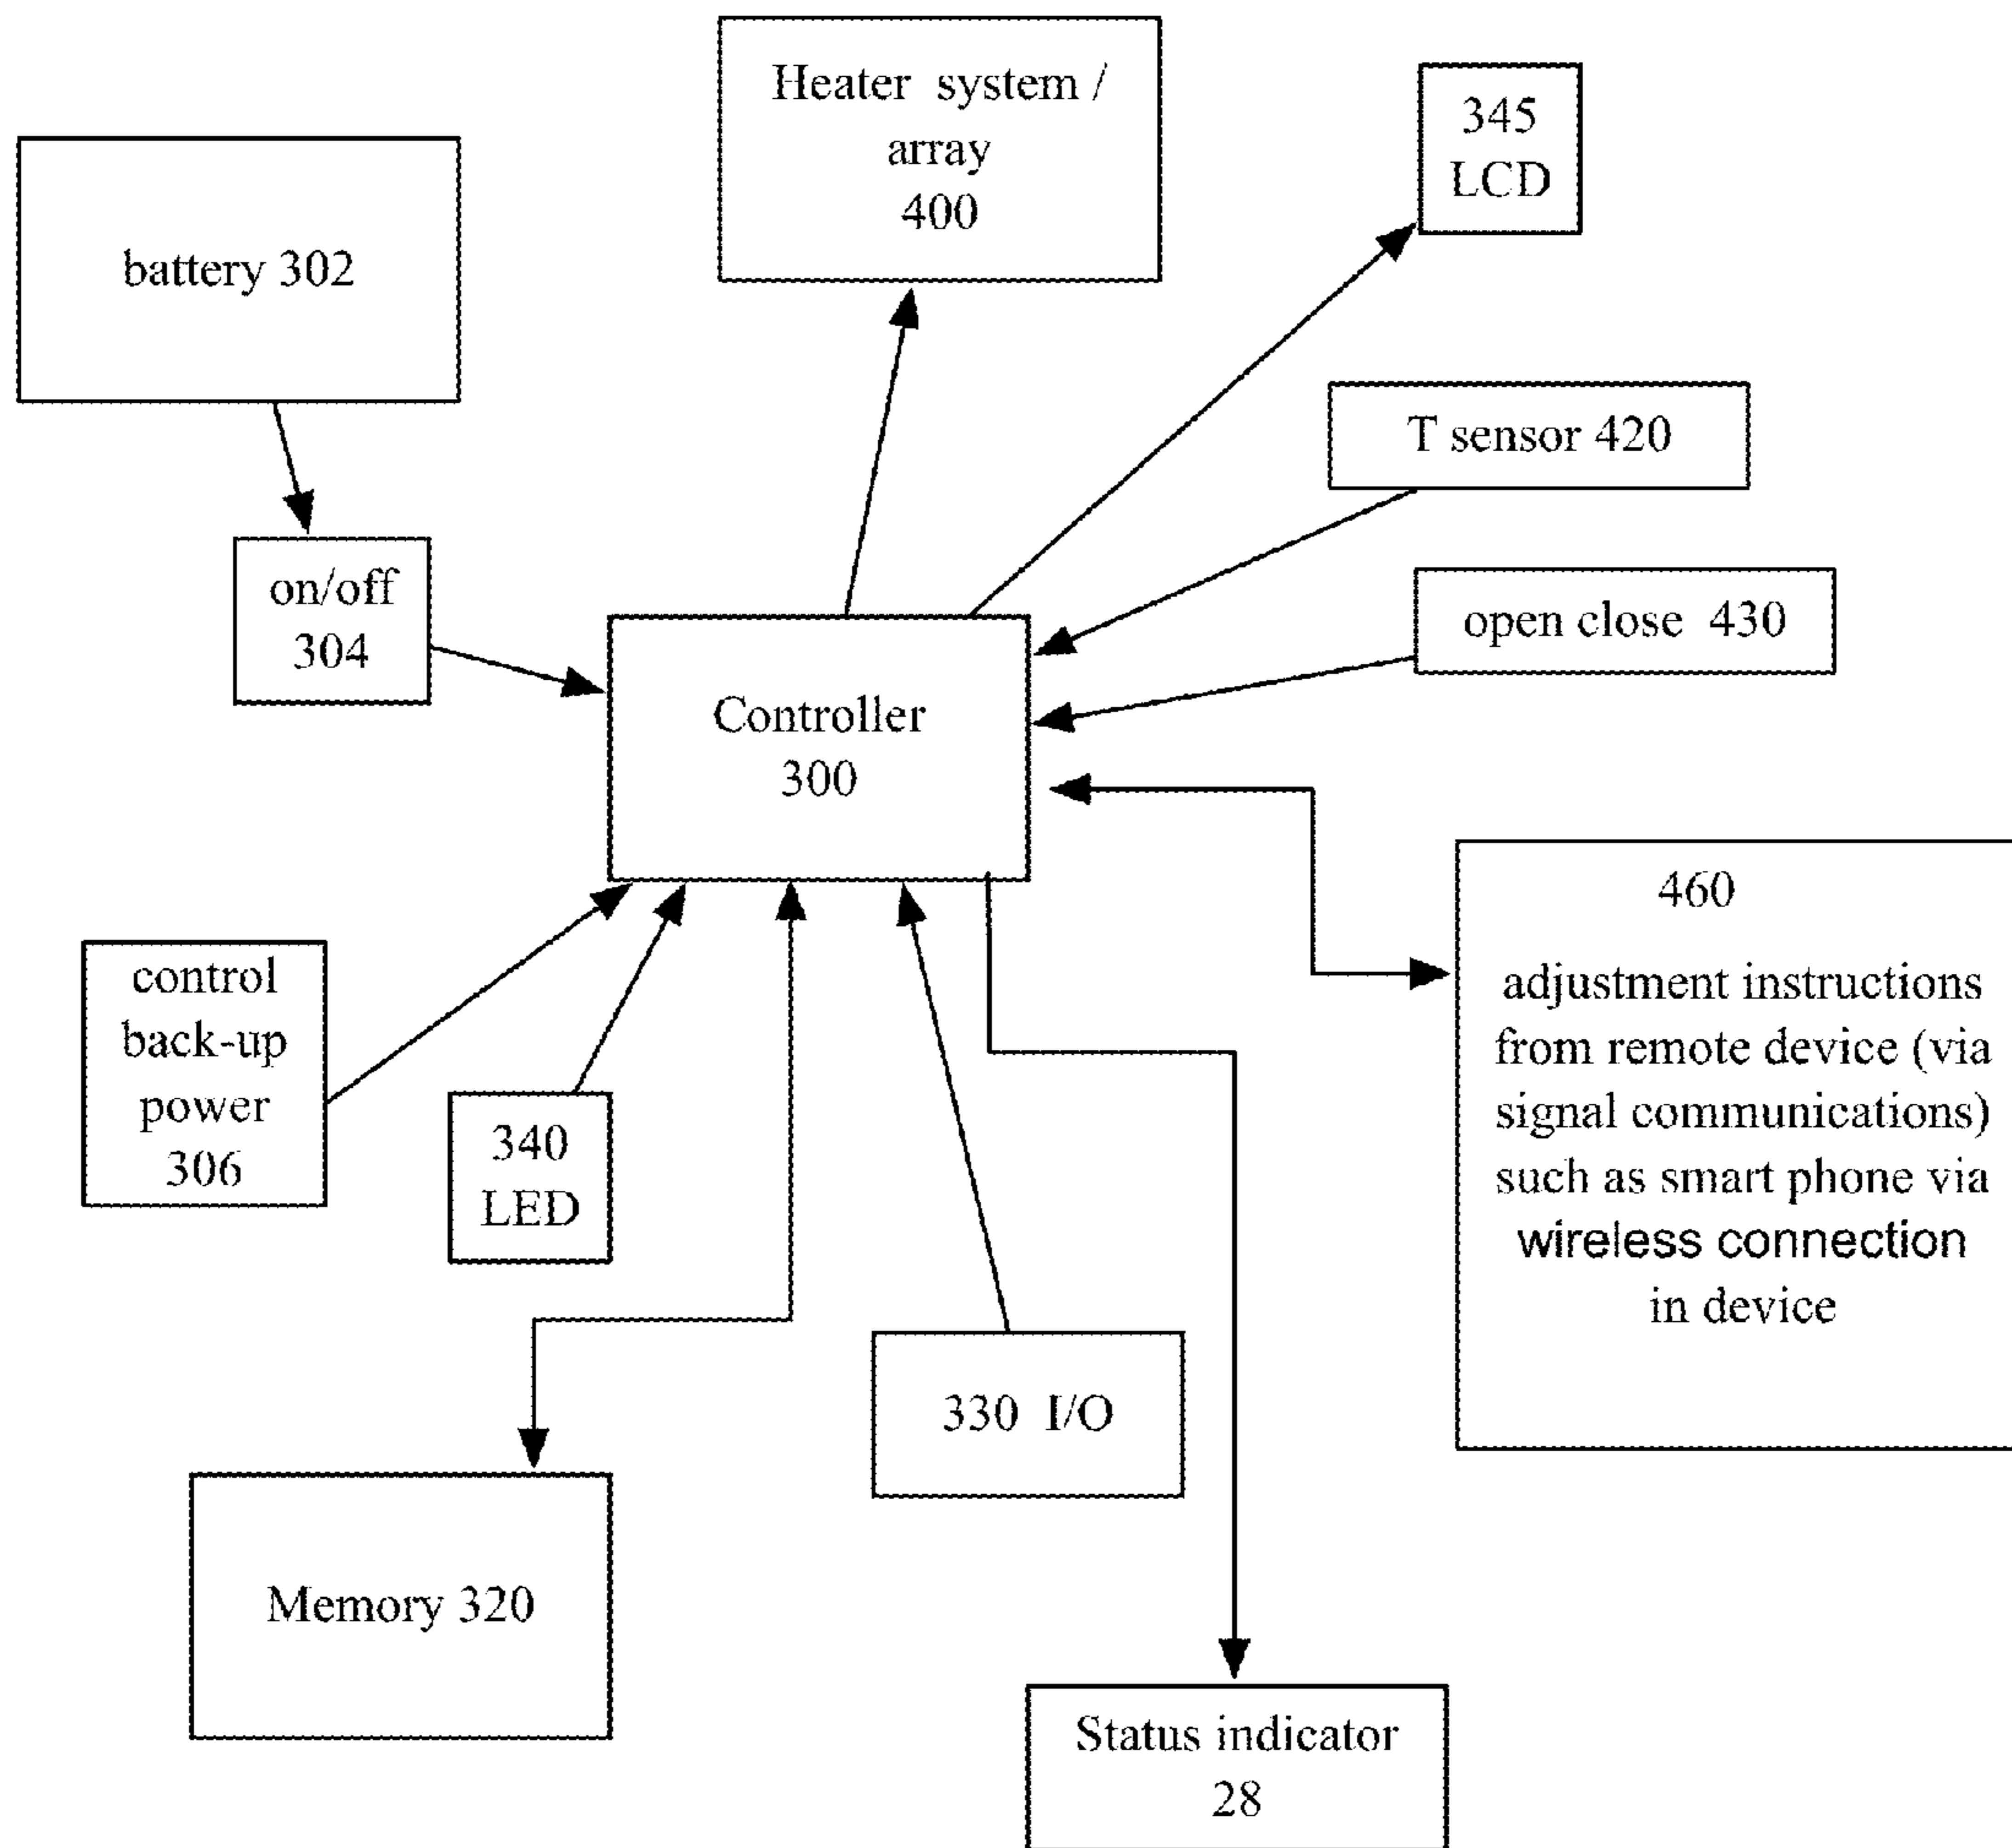 Heater system /
array
400
345
LCD
battery 302
T sensor 420
on/off
304
open close 430
Controller
300
460
adjustment instructions
from remote device (via
signal communications)
such as smart phone via
wireless connection
in device
control
back-up
power
306
340
LED
330 I/O
Memory 320
Status indicator
28